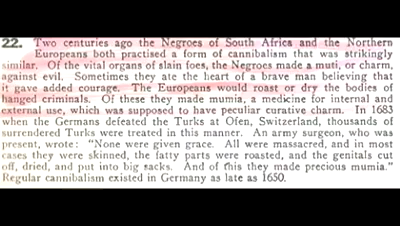 22. Two centuries ago the Negroes of South Africa and the Northern
Europeans both practised a form of cannibalism that was strikingly
similar. Of the vital organs of slain foes, the Negroes made a muti, or charm,
against evil. Sometimes they ate the heart of a brave man believing that
it gave added courage. The Europeans would roast or dry the bodies of
hanged criminals. Of these they made mumia, a medicine for internal and
external use, which was supposed to have peculiar curative charm. In 1683
when the Germans defeated the Turks at Ofen, Switzerland, thousands of
surrendered Turks were treated in this manner. An army surgeon, who was
present, wrote: "None were given grace. All were massacred, and in most
cases they were skinned, the fatty parts were roasted, and the genitals cut
off, dried, and put into big sacks. And of this they made precious mumia."
Regular cannibalism existed in Germany as late as 1650.